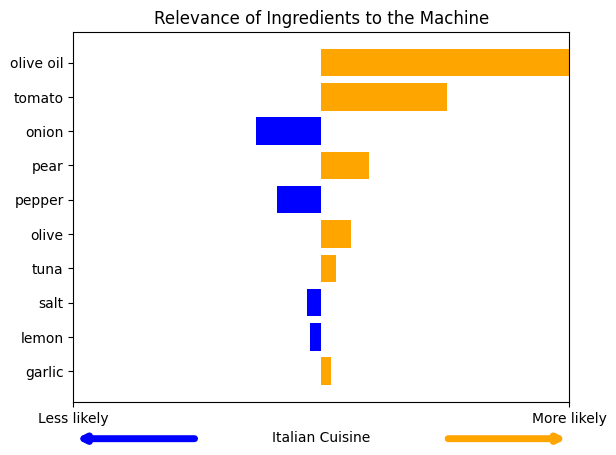 Relevance of Ingredients to the Machine
olive oil
tomato
onion
pear
pepper
olive
tuna
salt
lemon
garlic
Less likely
More likely
Italian Cuisine